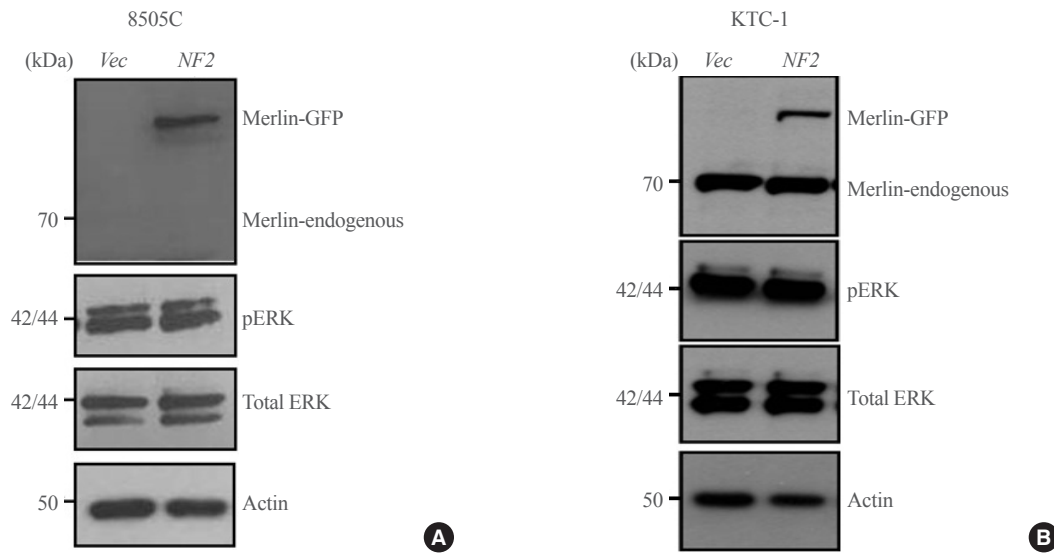 8505C
(kDa) Vec NF2
Merlin-GFP
70 Merlin-endogenous
42/44 pERK
42/44 Total ERK
50 Actin
A
KTC-1
(kDa) Vec NF2
Merlin-GFP
70 Merlin-endogenous
42/44 pERK
42/44 Total ERK
50 Actin
B